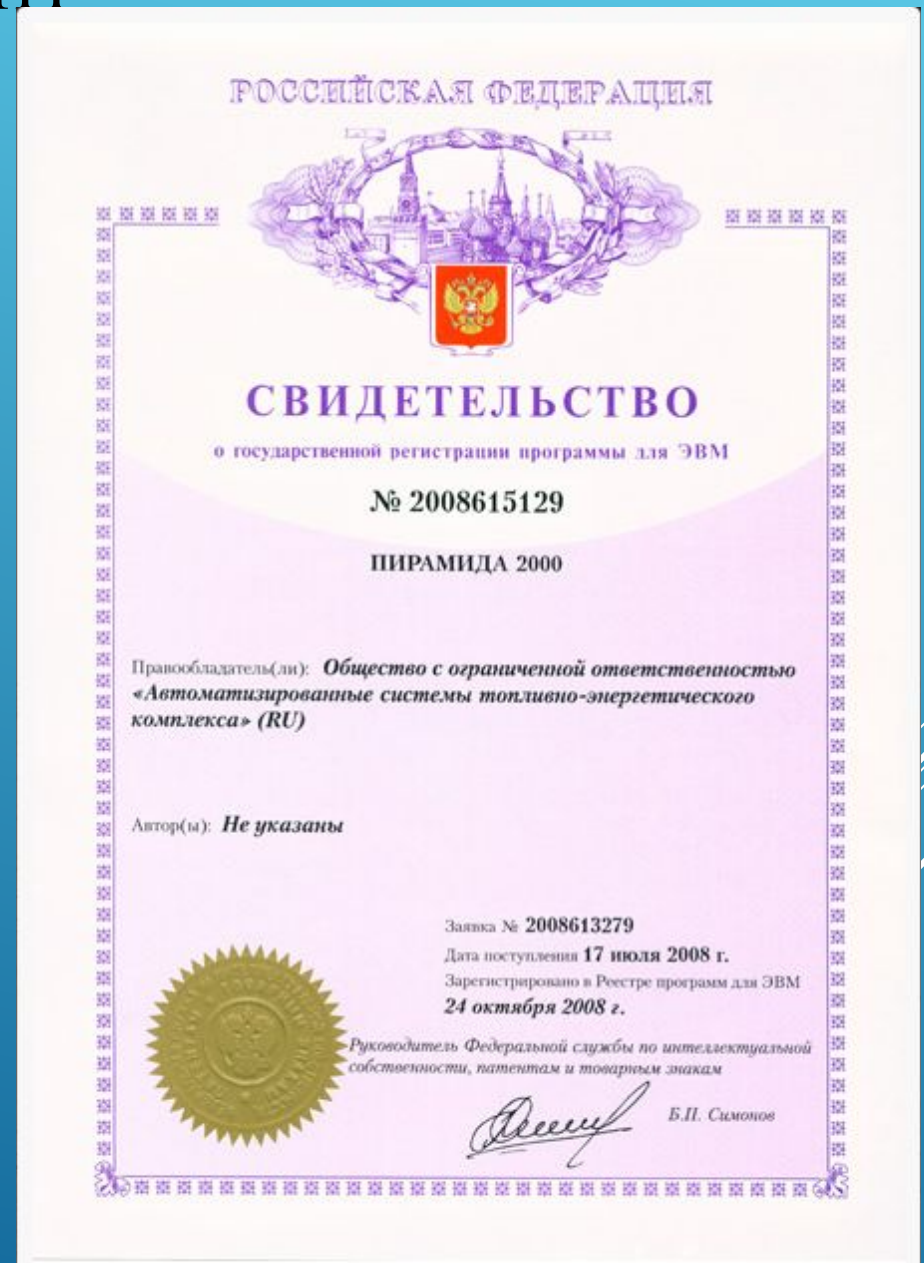 РОССИЙСКАЯ ФЕДЕРАЦИЯ
СВИДЕТЕЛЬСТВО
о государственной регистрации программы для ЭВМ
№ 2008615129
ПИРАМИДА 2000
Правообладатель(ли): Общество с ограниченной ответственностью
«Автоматизированные системы топливно-энергетического
комплекса» (RU)
Автор(ы): Не указаны
Заявка № 2008613279
Дата поступления 17 июля 2008 г.
Зарегистрировано в Реестре программ для ЭВМ
24 октября 2008 г.
Руководитель Федеральной службы по интеллектуальной
собственности, патентам и товарным знакам
Б.П. Симонов